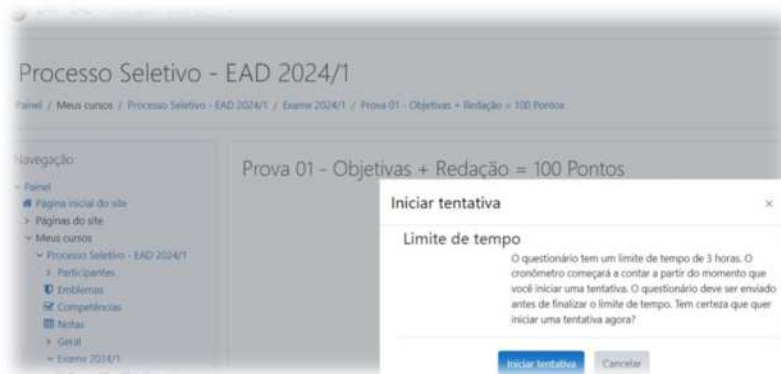 Processo Seletivo - EAD 2024/1
Painel / Meus cursos / Processo Seletivo - EAD 2024/1 / Exame 2024/1 / Prova 01 - Objetivas + Redação = 100 Pontos
Navegação
Painel
Página inicial do site
Páginas do site
Meus cursos
Processo Seletivo - EAD 2024/1
Participantes
Emblemas
Competências
Notas
Geral
Exame 2024/1
Prova 01 - Objetivas + Redação = 100 Pontos
Iniciar tentativa ×
Limite de tempo
O questionário tem um limite de tempo de 3 horas. O
cronômetro começará a contar a partir do momento que
você iniciar uma tentativa. O questionário deve ser enviado
antes de finalizar o limite de tempo. Tem certeza que quer
iniciar uma tentativa agora?
Iniciar tentativa Cancelar